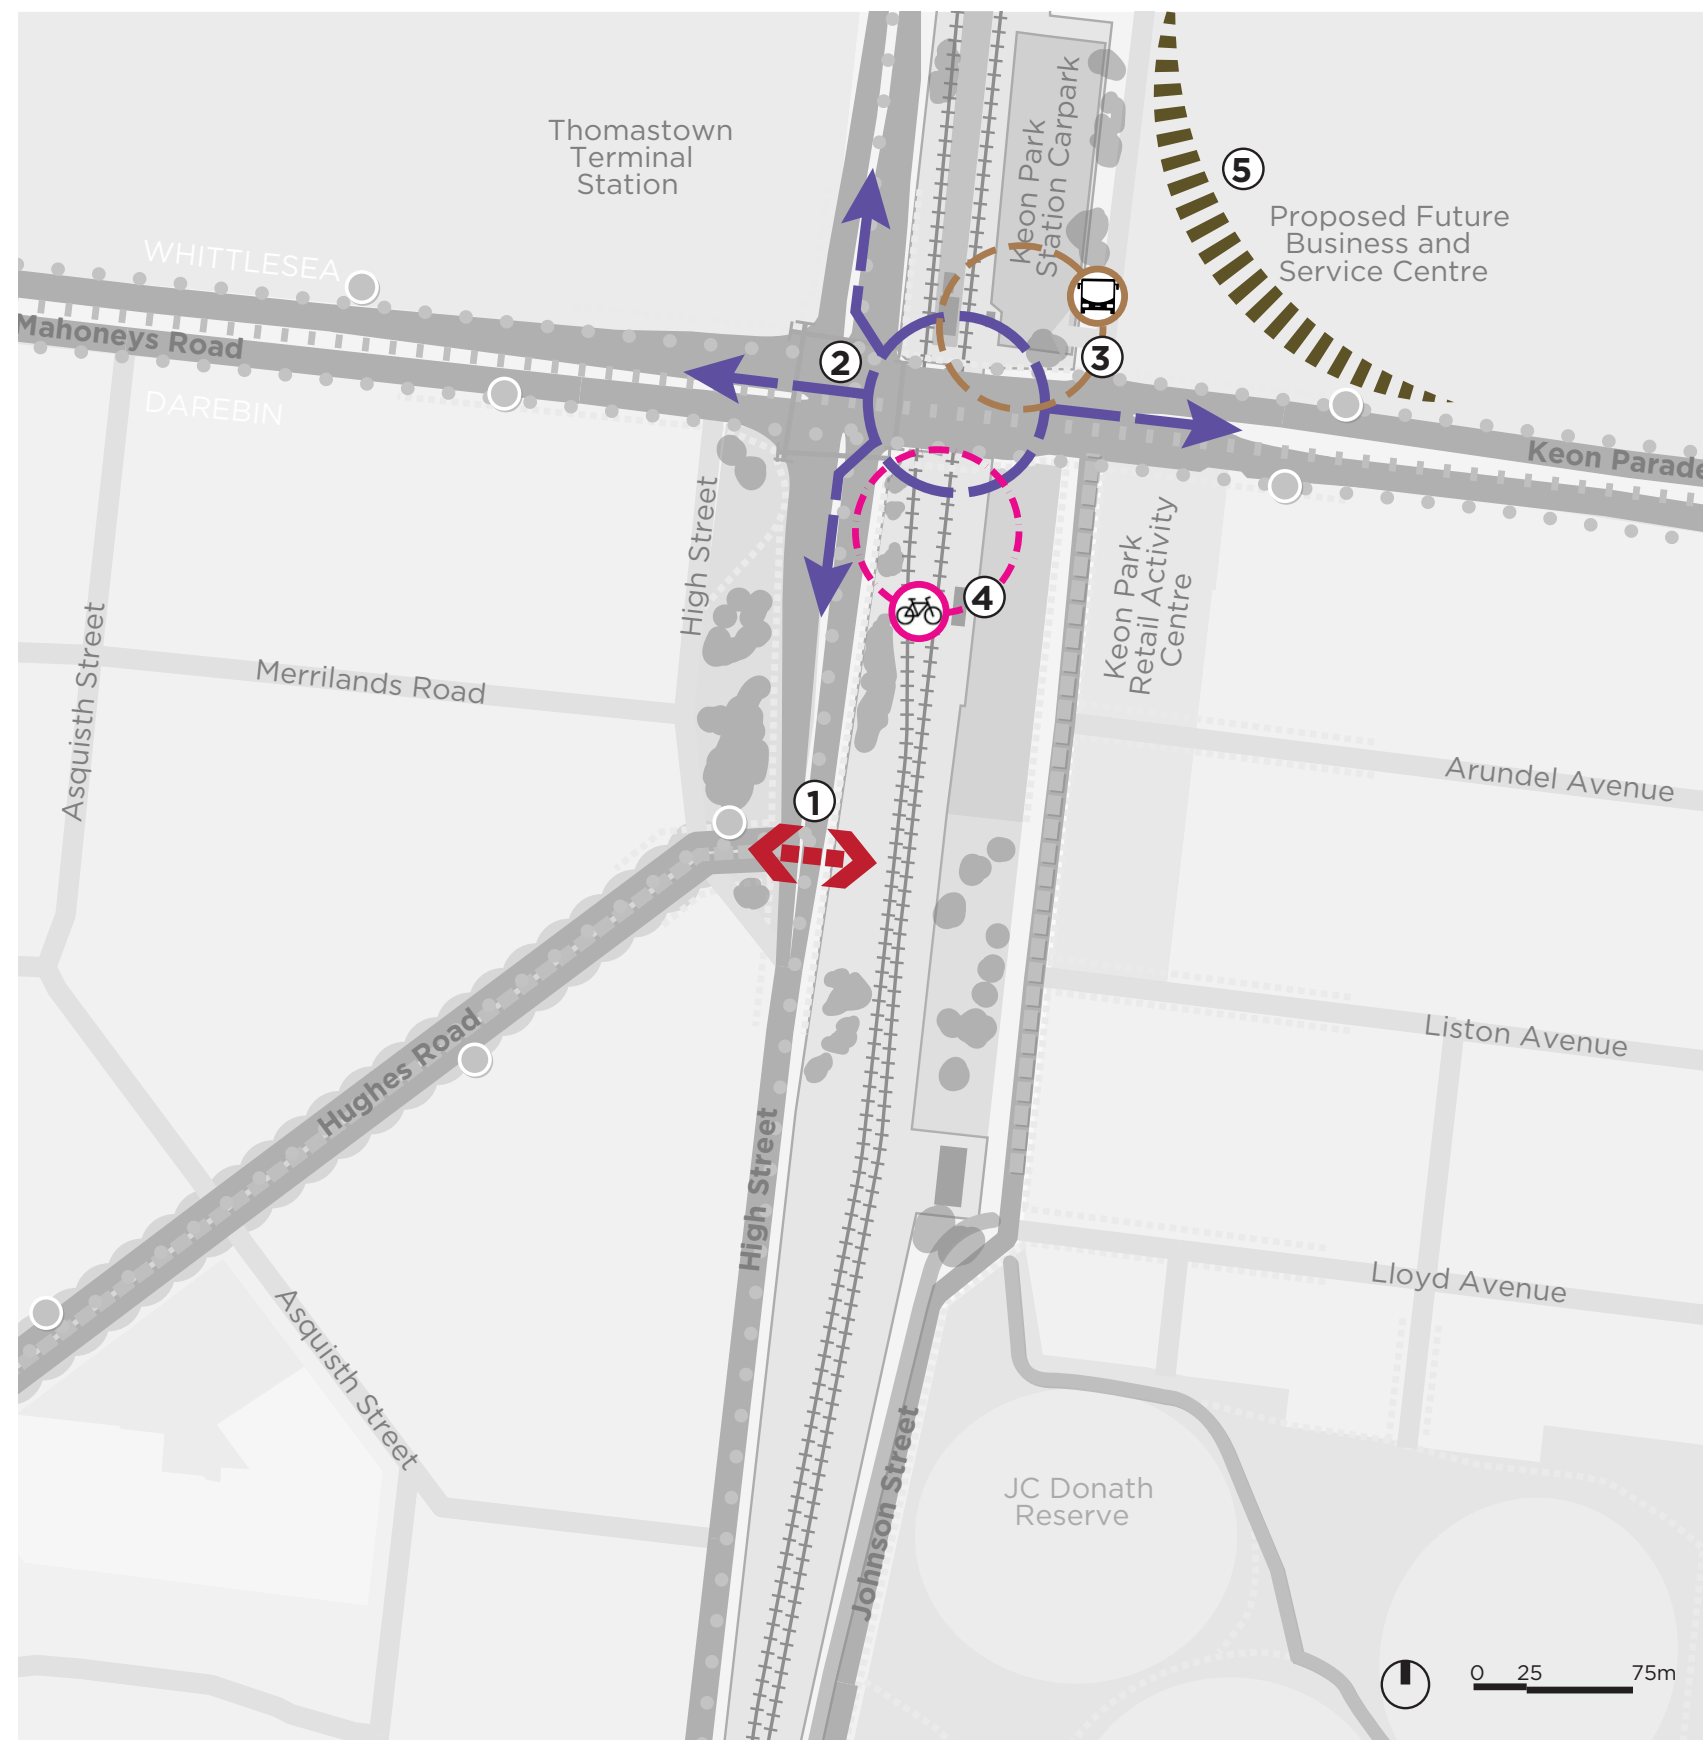 Thomastown
Terminal
Station
Keon Park
Station Carpark
5
Proposed Future
Business and
Service Centre
WHITTLESEA
Mahoneys Road
DAREBIN
2
3
Keon Parade
High Street
4
Keon Park
Retail Activity
Centre
Asquisth Street
Merrilands Road
Arundel Avenue
1
Hughes Road
Liston Avenue
High Street
Lloyd Avenue
Asquisth Street
Johnson Street
JC Donath
Reserve
0 25 75m